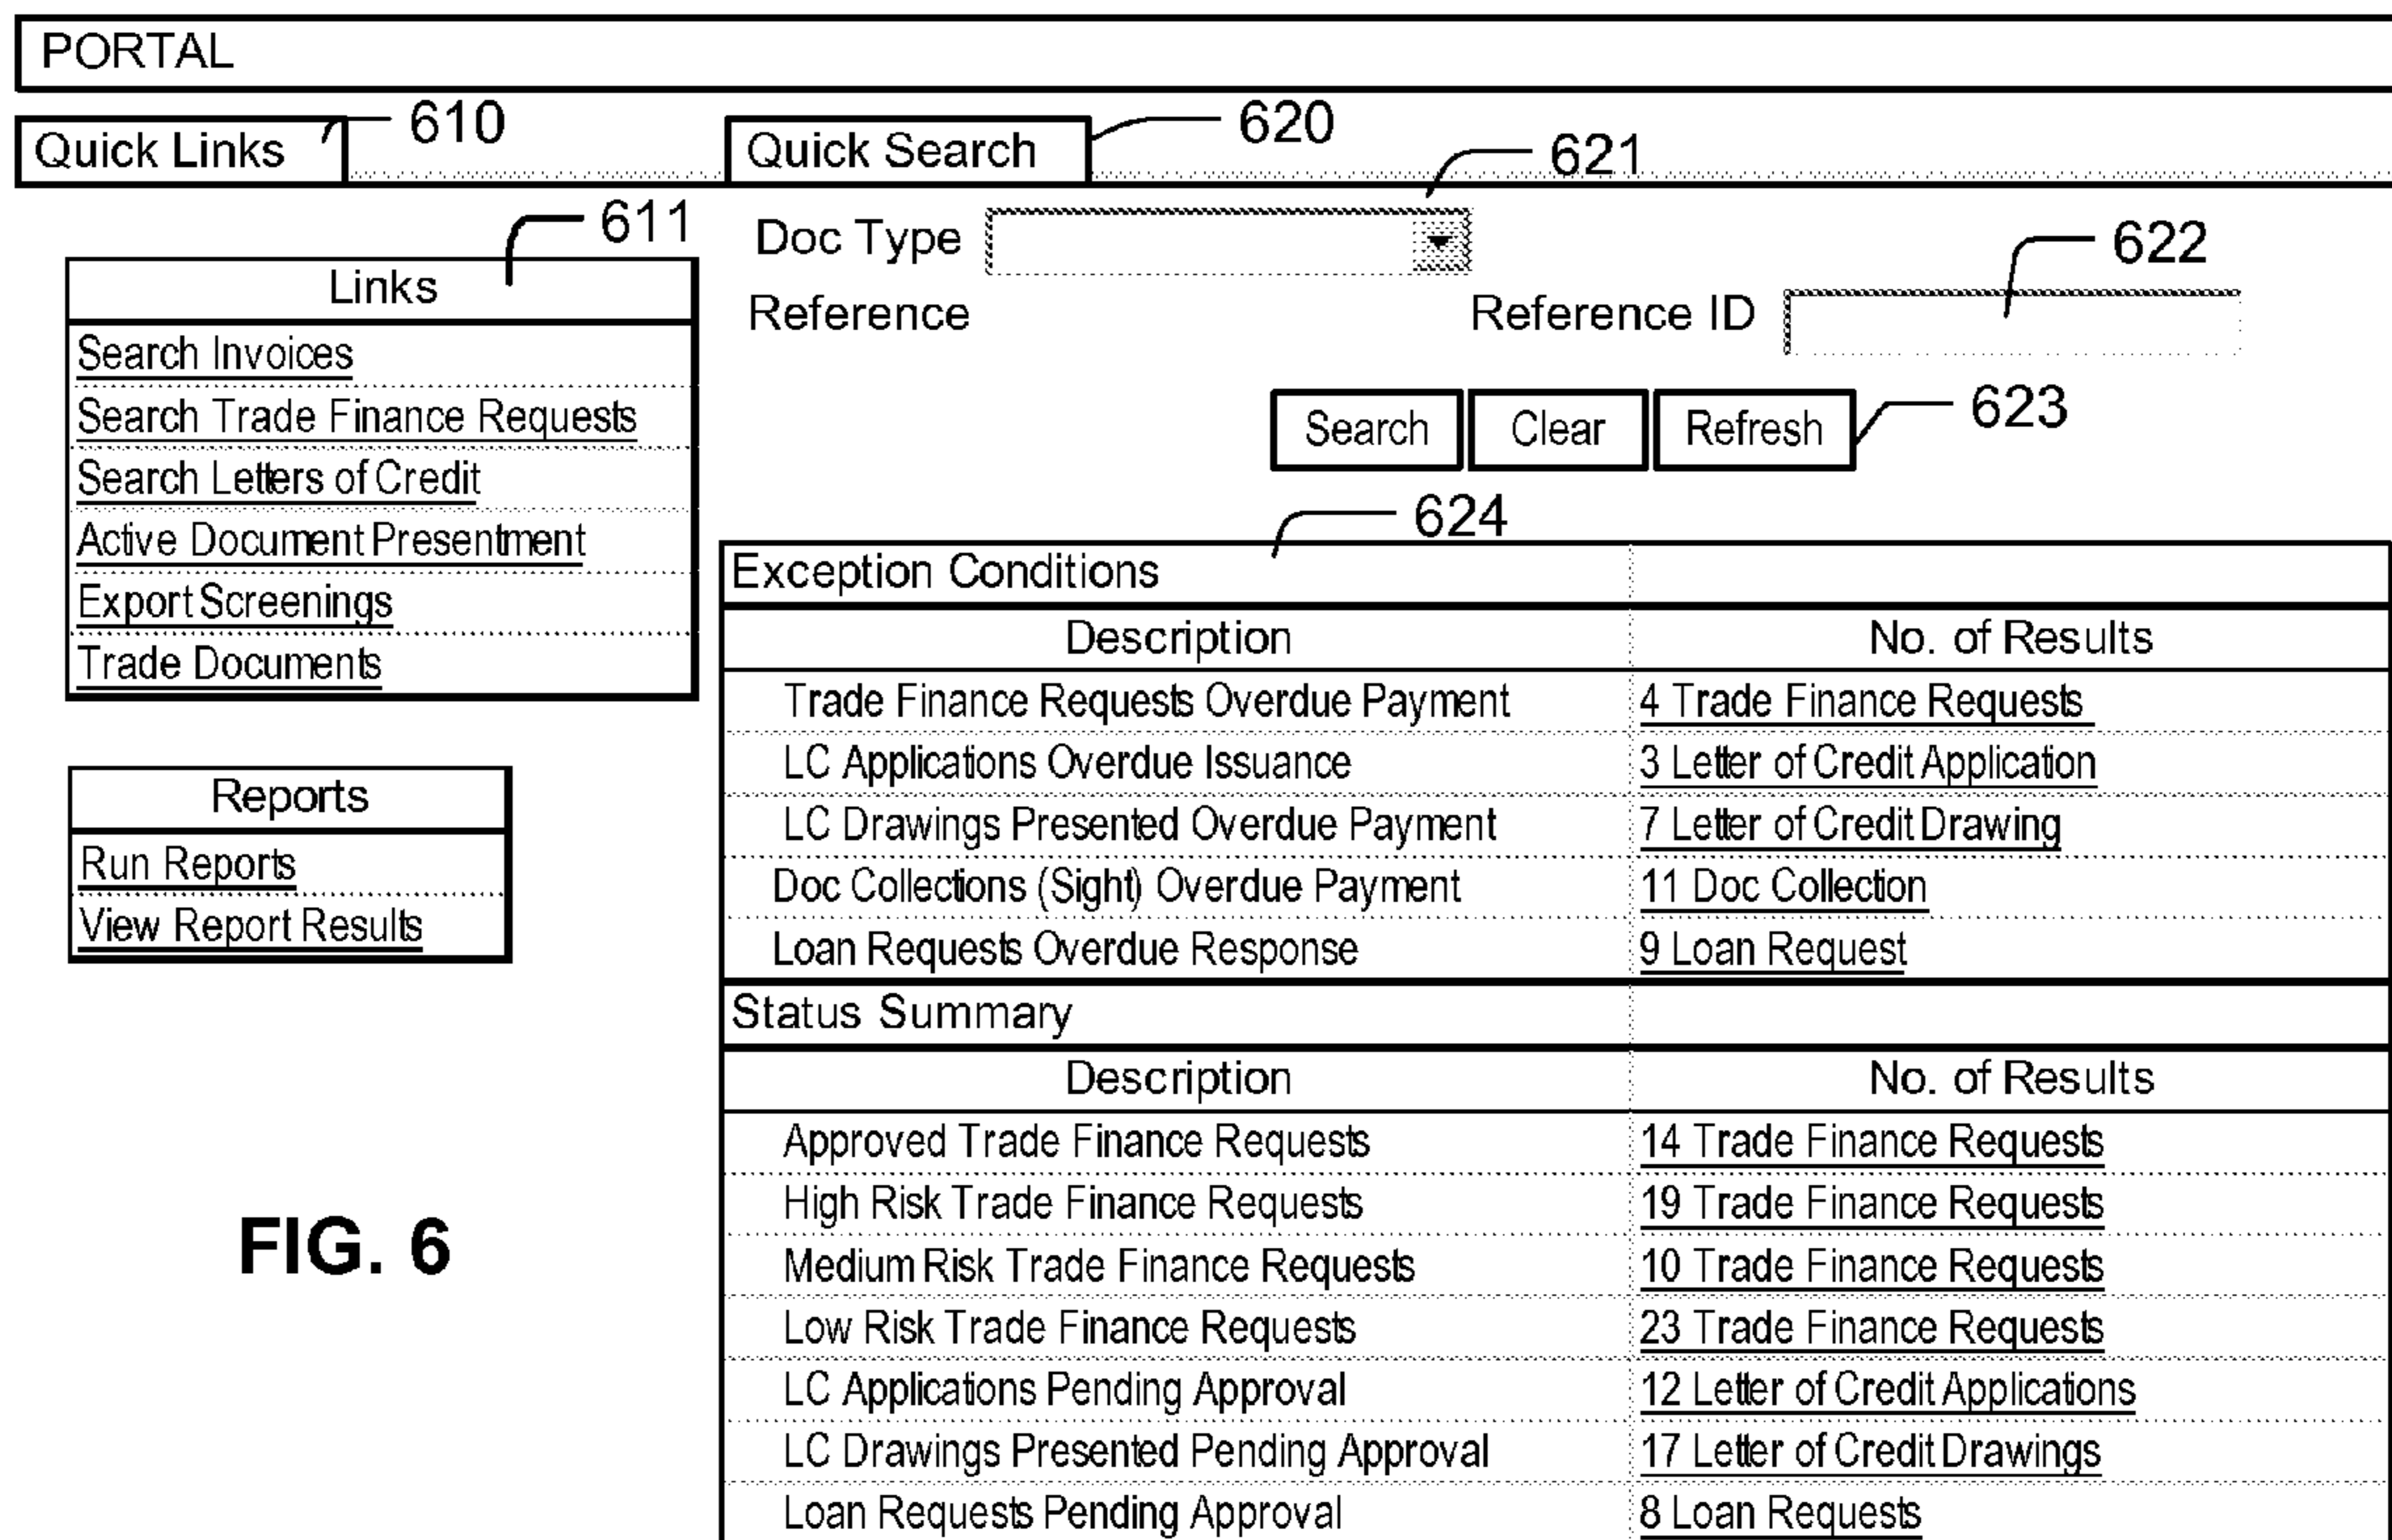 PORTAL
Quick Links
610
Quick Search
620
621
611
Links
Search Invoices
Search Trade Finance Requests
Search Letters of Credit
Active Document Presentment
Export Screenings
Trade Documents
Reports
Run Reports
View Report Results
Doc Type
622
Reference Reference ID
Search Clear Refresh 623
624
Exception Conditions
Description No. of Results
Trade Finance Requests Overdue Payment 4 Trade Finance Requests
LC Applications Overdue Issuance 3 Letter of Credit Application
LC Drawings Presented Overdue Payment 7 Letter of Credit Drawing
Doc Collections (Sight) Overdue Payment 11 Doc Collection
Loan Requests Overdue Response 9 Loan Request
Status Summary
Description No. of Results
Approved Trade Finance Requests 14 Trade Finance Requests
High Risk Trade Finance Requests 19 Trade Finance Requests
Medium Risk Trade Finance Requests 10 Trade Finance Requests
Low Risk Trade Finance Requests 23 Trade Finance Requests
LC Applications Pending Approval 12 Letter of Credit Applications
LC Drawings Presented Pending Approval 17 Letter of Credit Drawings
Loan Requests Pending Approval 8 Loan Requests
FIG. 6